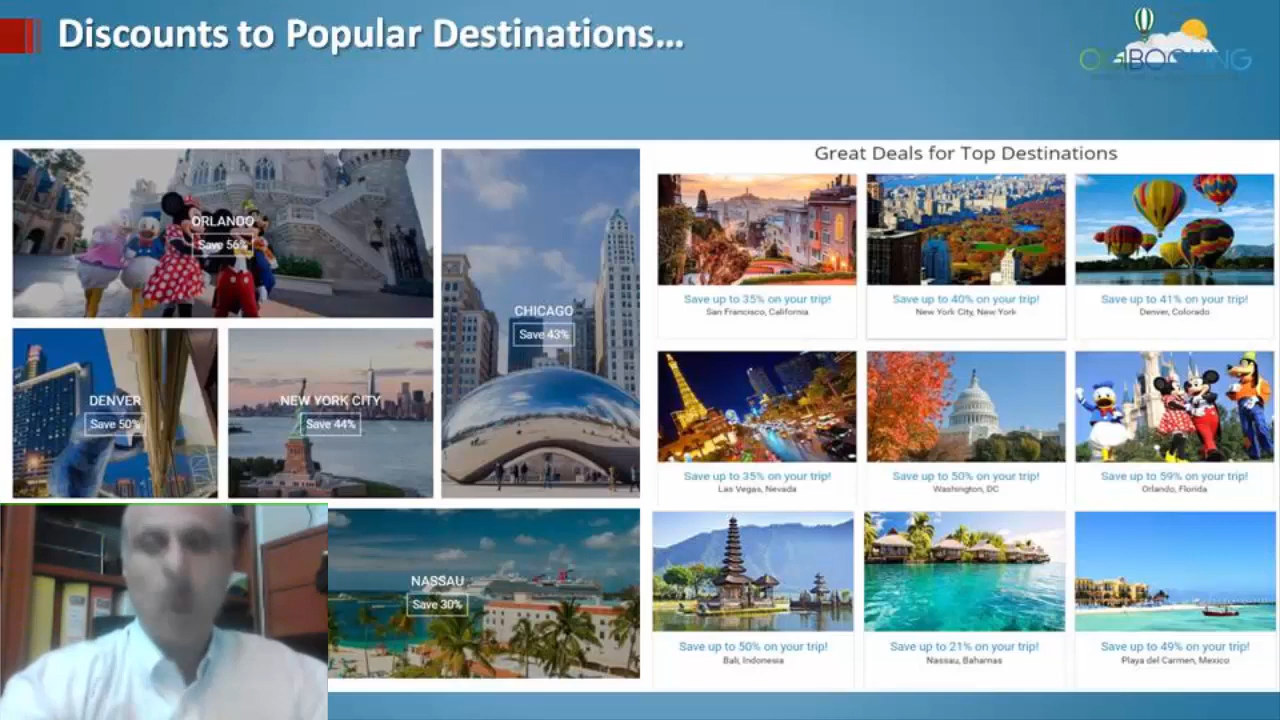 Discounts to Popular Destinations...
ORLANDO
Save 56%
CHICAGO
Save 43%
DENVER
Save 50%
NEW YORK CITY
Save 44%
NASSAU
Save 30%
Great Deals for Top Destinations
Save up to 35% on your trip!
San Francisco, California
Save up to 40% on your trip!
New York City, New York
Save up to 41% on your trip!
Denver, Colorado
Save up to 35% on your trip!
Las Vegas, Nevada
Save up to 50% on your trip!
Washington, DC
Save up to 59% on your trip!
Orlando, Florida
Save up to 50% on your trip!
Bali, Indonesia
Save up to 21% on your trip!
Nassau, Bahamas
Save up to 49% on your trip!
Playa del Carmen, Mexico